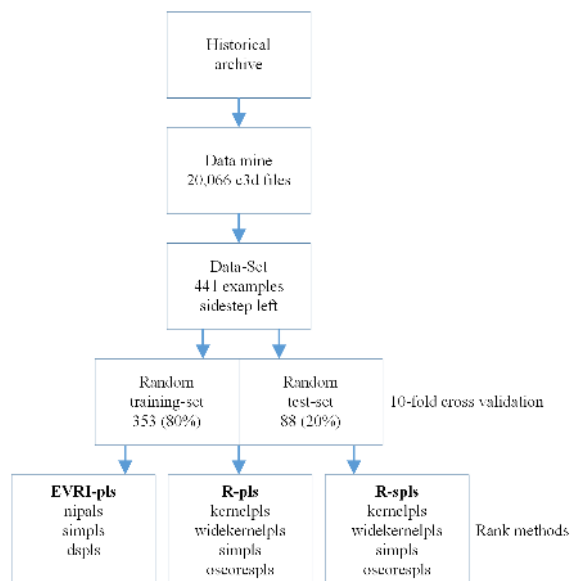 Historical
archive
Data mine
20,066 c3d files
Data-Set
441 examples
sidestep left
Random
training-set
353 (80%)
Random
test-set
88 (20%)
10-fold cross validation
EVRI-pls
nipals
simpls
dspls
R-pls
kernelpls
widekernelpls
simpls
oscorespls
R-spls
kernelpls
widekernelpls
simpls
oscorespls
Rank methods